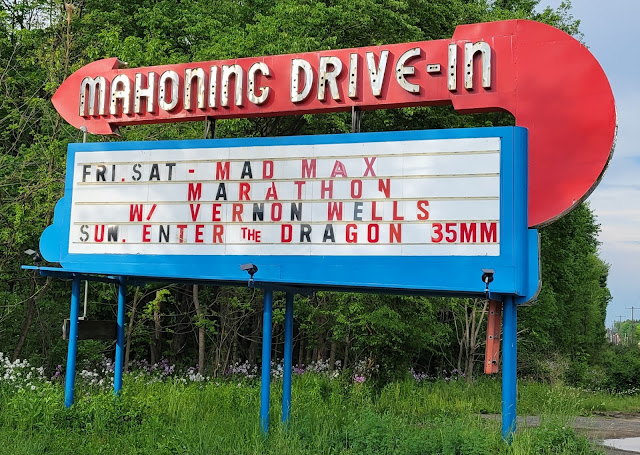 MAHONING DRIVE-IN
FRI.SAT - MAD MAX
MARATHON
W/ VERNON WELLS
SUN. ENTER THE DRAGON 35MM